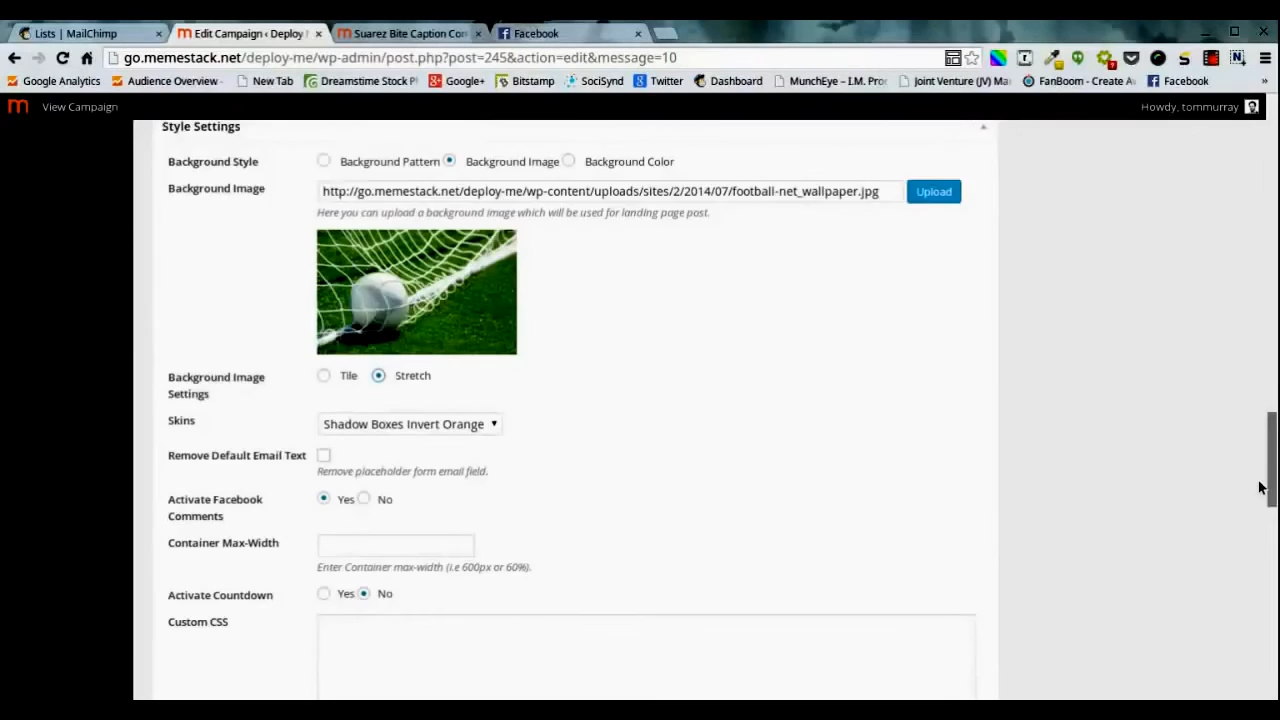 Lists | MailChimp
Edit Campaign ‹ Deploy
Suarez Bite Caption Con
Facebook
go.memestack.net/deploy-me/wp-admin/post.php?post=245&action=edit&message=10
Google Analytics
Audience Overview -
New Tab
Dreamstime Stock P
Google+
Bitstamp
SociSynd
Twitter
Dashboard
MunchEye — I.M. Pro
Joint Venture (JV) Ma
FanBoom - Create A
Facebook
»
View Campaign
Howdy, tommurray
Style Settings
Background Style
Background Pattern
Background Image
Background Color
Background Image
http://go.memestack.net/deploy-me/wp-content/uploads/sites/2/2014/07/football-net_wallpaper.jpg
Upload
Here you can upload a background image which will be used for landing page post.
Background Image
Settings
Tile
Stretch
Skins
Shadow Boxes Invert Orange
Remove Default Email Text
Remove placeholder form email field.
Activate Facebook
Comments
Yes
No
Container Max-Width
Enter Container max-width (i.e 600px or 60%).
Activate Countdown
Yes
No
Custom CSS